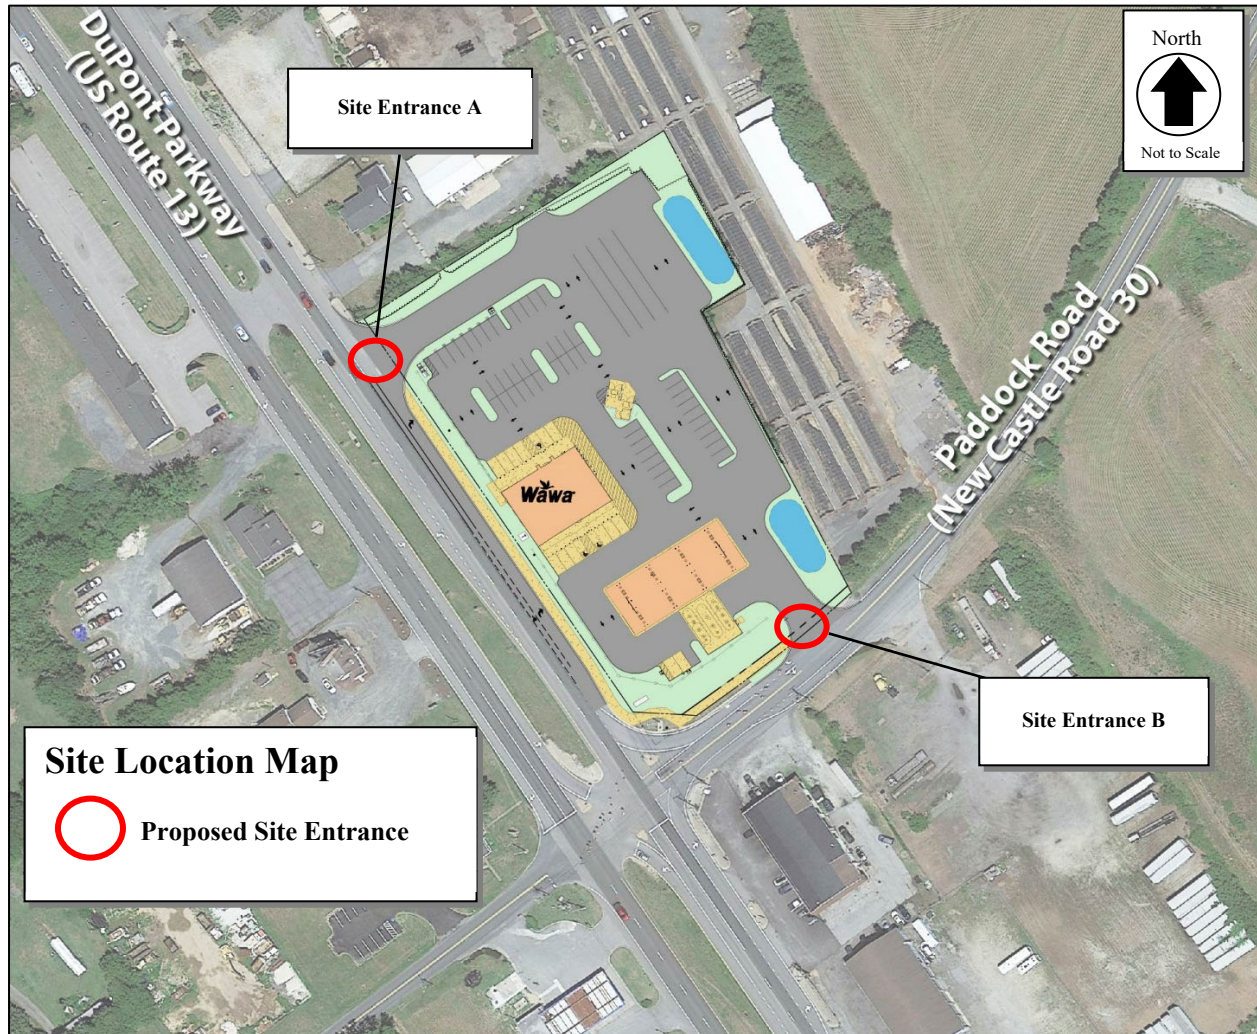 DuPont Parkway
(US Route 13)
Site Entrance A
North
Not to Scale
Paddock Road
(New Castle Road 30)
Wawa
Site Entrance B
Site Location Map
Proposed Site Entrance